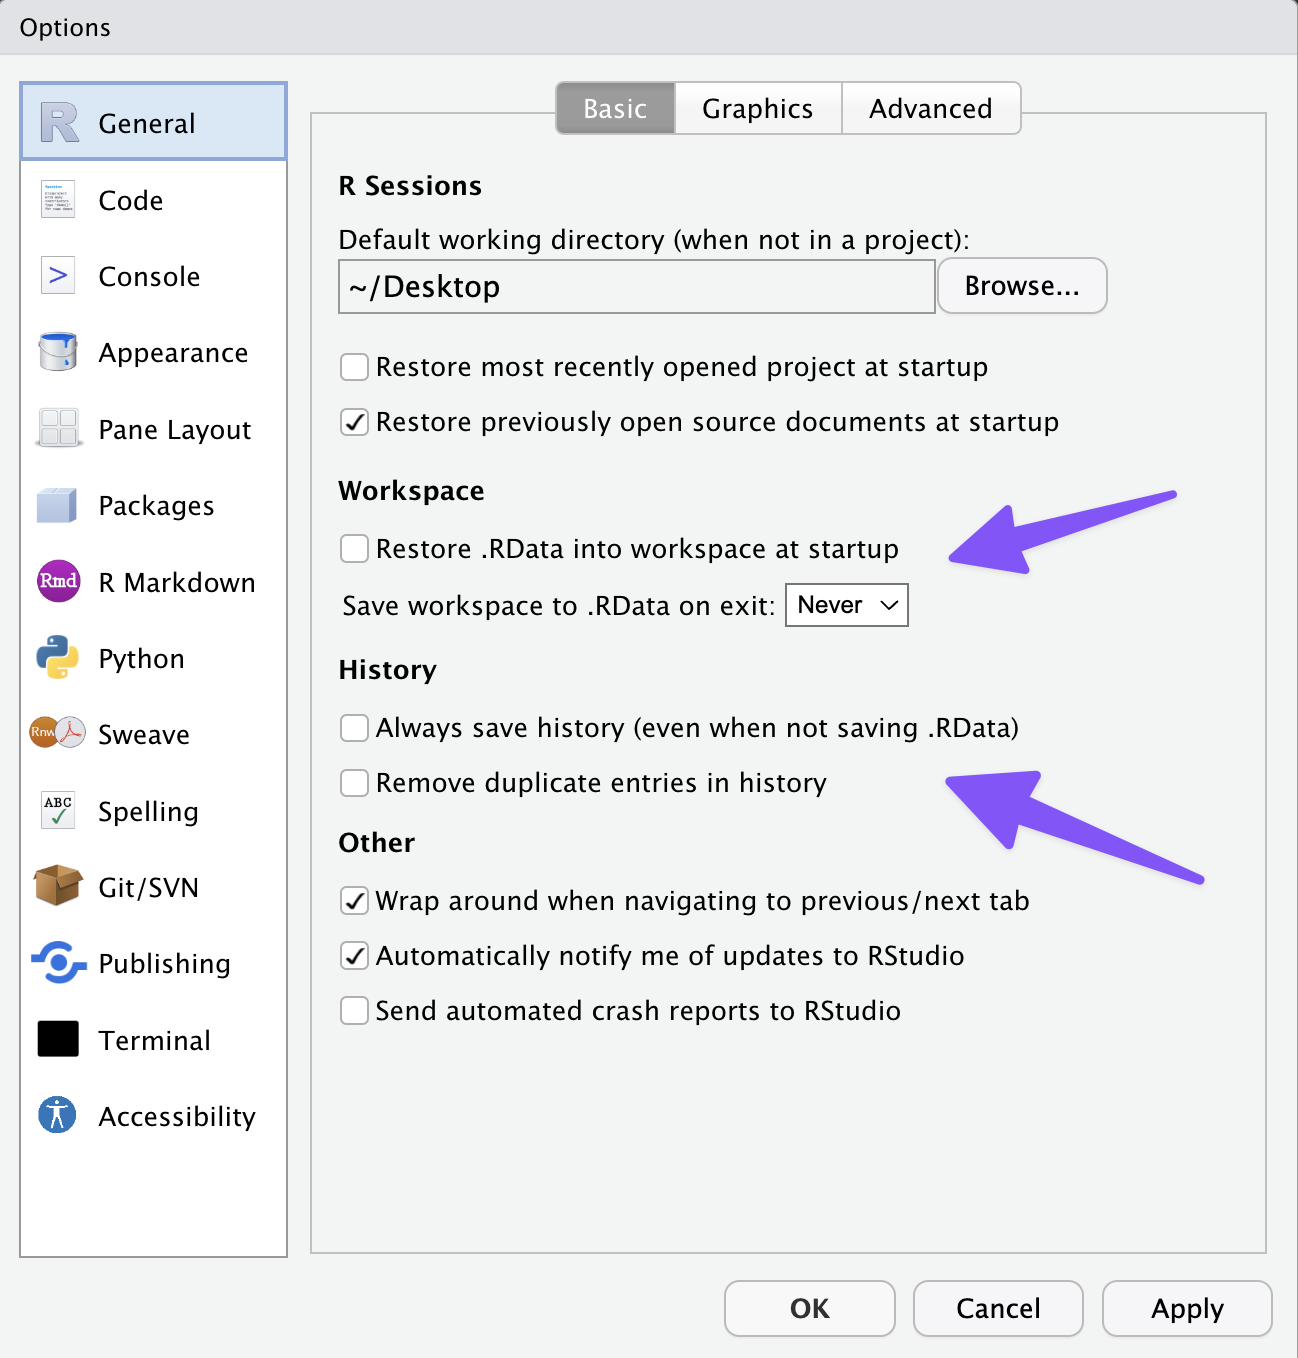 Options
General
Code
Console
Appearance
Pane Layout
Packages
Rmd
R Markdown
Python
Rnw
Sweave
ABC
Spelling
Git/SVN
Publishing
Terminal
Accessibility
Basic
Graphics
Advanced
R Sessions
Default working directory (when not in a project):
~/Desktop
Browse...
Restore most recently opened project at startup
Restore previously open source documents at startup
Workspace
Restore .RData into workspace at startup
Save workspace to .RData on exit: Never
History
Always save history (even when not saving .RData)
Remove duplicate entries in history
Other
Wrap around when navigating to previous/next tab
Automatically notify me of updates to RStudio
Send automated crash reports to RStudio
OK
Cancel
Apply